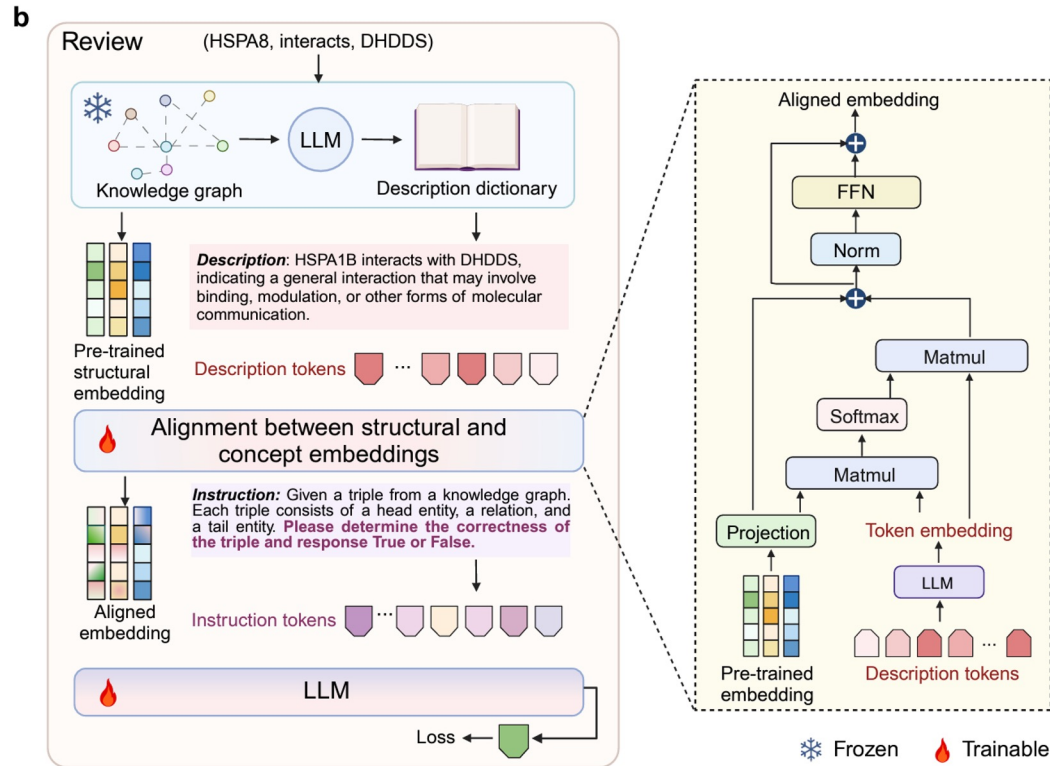 b
Review
(HSPA8, interacts, DHDDS)
LLM
Knowledge graph
Description dictionary
Description: HSPA1B interacts with DHDDS,
indicating a general interaction that may involve
binding, modulation, or other forms of molecular
communication.
Pre-trained
structural
embedding
Description tokens
...
Alignment between structural and
concept embeddings
Instruction: Given a triple from a knowledge graph.
Each triple consists of a head entity, a relation, and
a tail entity. Please determine the correctness of
the triple and response True or False.
Aligned
embedding
Instruction tokens
...
LLM
Loss
Aligned embedding
FFN
Norm
Matmul
Softmax
Matmul
Projection
Token embedding
LLM
...
Pre-trained
embedding
Description tokens
Frozen
Trainable